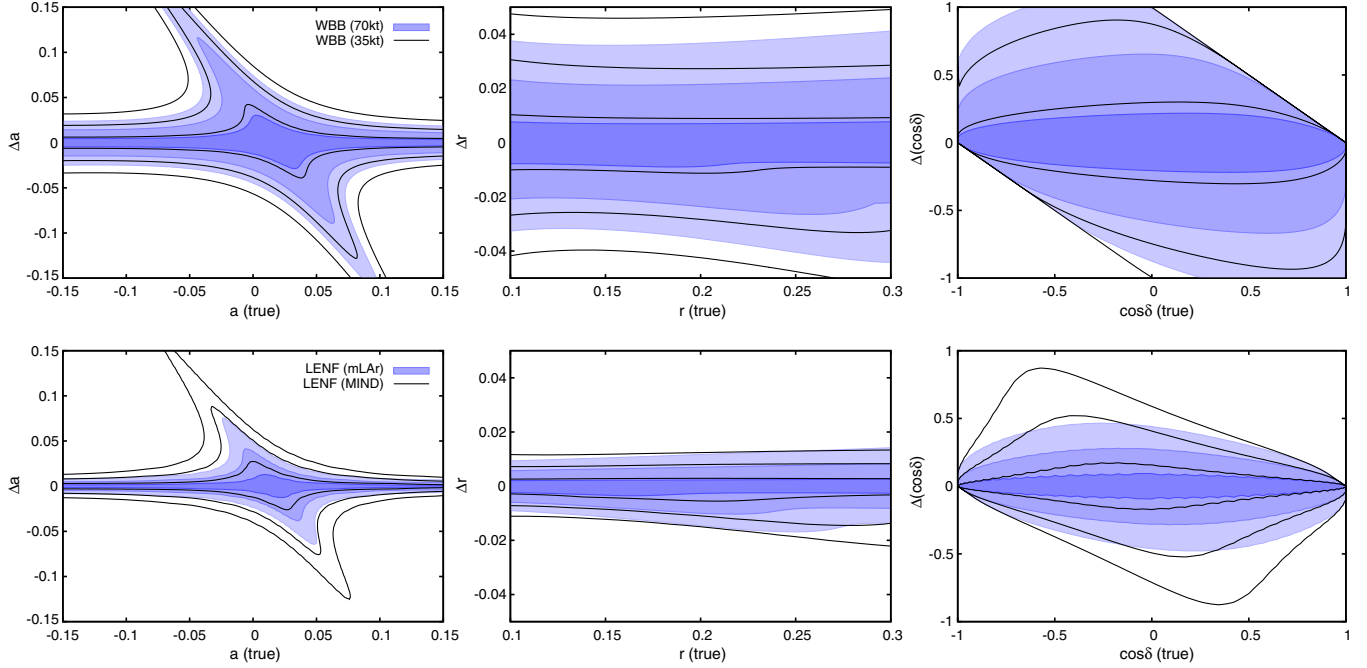 0.15
0.1
0.05
0
-0.05
-0.1
-0.15
Δa
WBB (70kt)
WBB (35kt)
-0.15 -0.1 -0.05 0 0.05 0.1 0.15
a (true)
0.04
0.02
0
-0.02
-0.04
Δr
0.1 0.15 0.2 0.25 0.3
r (true)
1
0.5
0
-0.5
-1
Δ(cosδ)
-1 -0.5 0 0.5 1
cosδ (true)
0.15
0.1
0.05
0
-0.05
-0.1
0.15
Δa
LENF (mLAr)
LENF (MIND)
-0.15 -0.1 -0.05 0 0.05 0.1 0.15
a (true)
0.04
0.02
0
-0.02
-0.04
Δr
0.1 0.15 0.2 0.25 0.3
r (true)
1
0.5
0
-0.5
-1
Δ(cosδ)
-1 -0.5 0 0.5 1
cosδ (true)